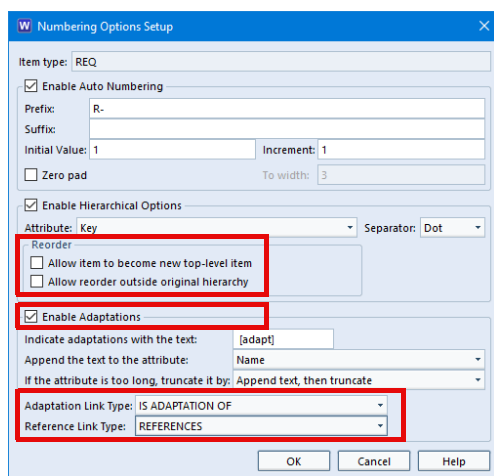 W Numbering Options Setup
Item type: REQ
Enable Auto Numbering
Prefix: R-
Suffix:
Initial Value: 1 Increment: 1
Zero pad To width: 3
Enable Hierarchical Options
Attribute: Key Separator: Dot
Reorder
Allow item to become new top-level item
Allow reorder outside original hierarchy
Enable Adaptations
Indicate adaptations with the text: [adapt]
Append the text to the attribute: Name
If the attribute is too long, truncate it by: Append text, then truncate
Adaptation Link Type: IS ADAPTATION OF
Reference Link Type: REFERENCES
OK Cancel Help